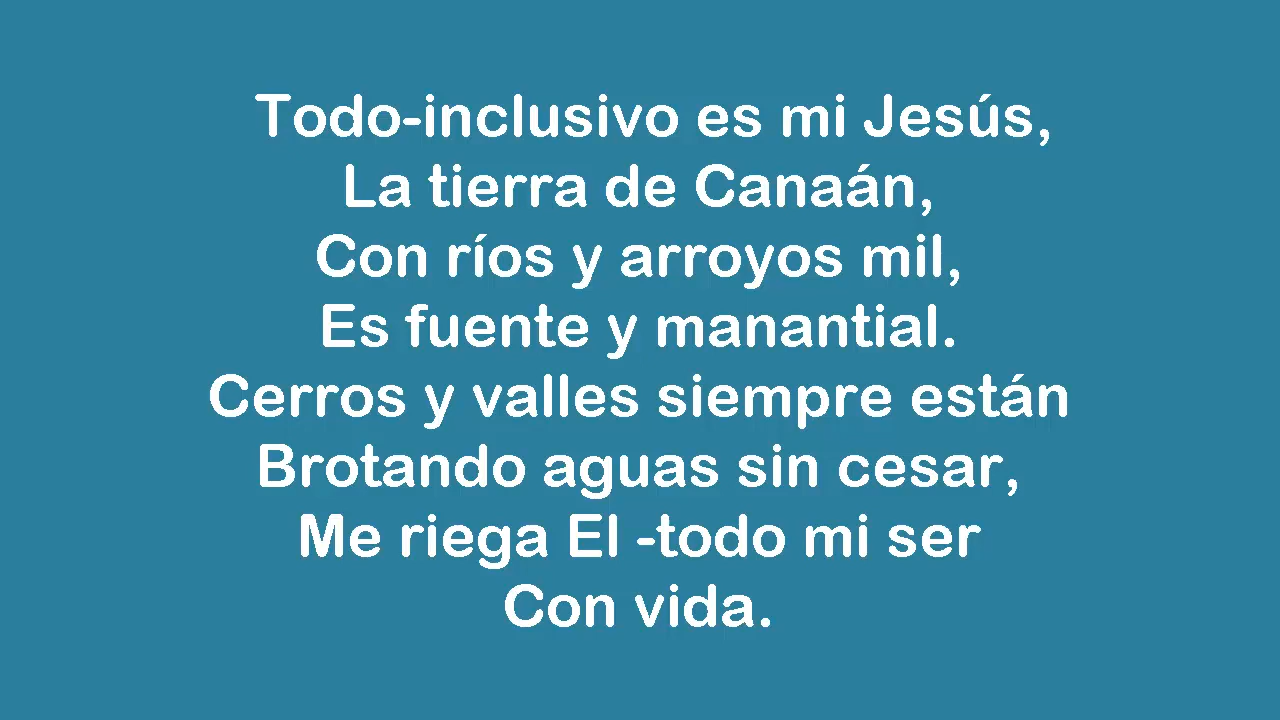 Todo-inclusivo es mi Jesús,
La tierra de Canaán,
Con ríos y arroyos mil,
Es fuente y manantial.
Cerros y valles siempre están
Brotando aguas sin cesar,
Me riega El -todo mi ser
Con vida.